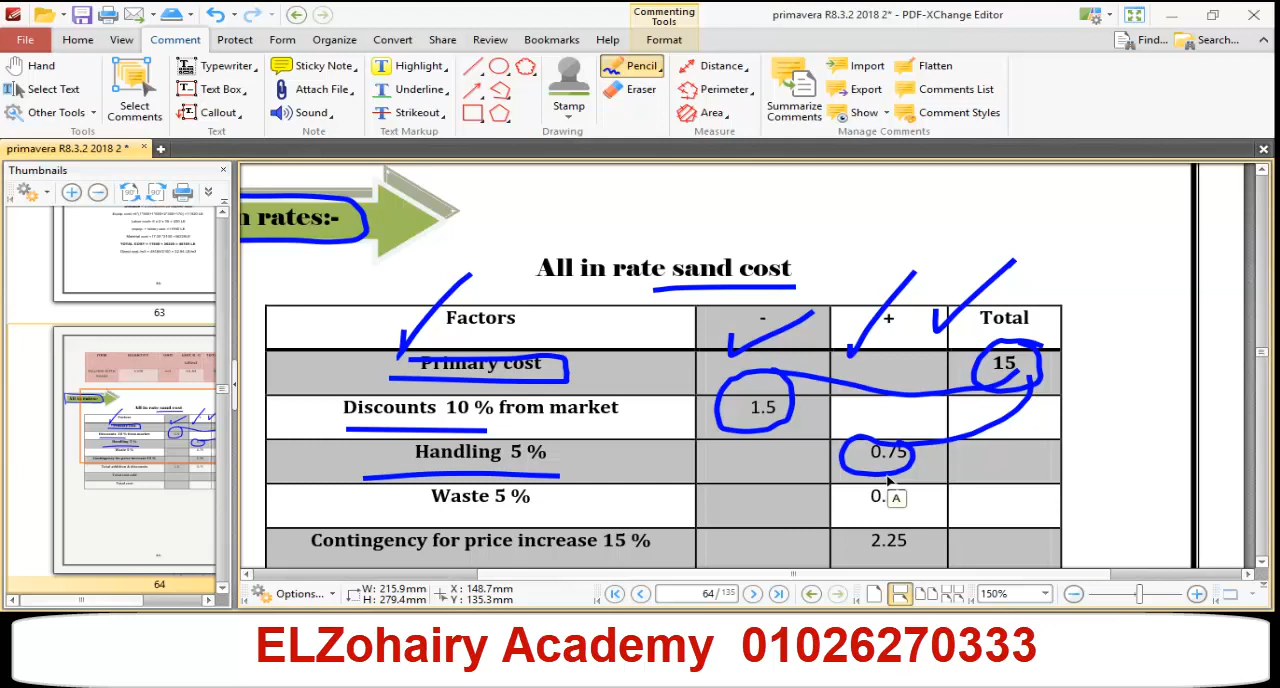 Commenting
Tools
primavera R8.3.2 2018 2* - PDF-XChange Editor
File Home View Comment Protect Form Organize Convert Share Review Bookmarks Help Format Find... Search...
Hand Typewriter Sticky Note Highlight Pencil Distance Import Flatten
Select Text Text Box Attach File Underline Eraser Perimeter Export Comments List
Other Tools Select Comments Callout Sound Strikeout Stamp Area Summarize Comments Show Comment Styles
Tools Text Note Text Markup Drawing Measure Manage Comments
primavera R8.3.2 2018 2 *
Thumbnails
63
64
n rates:-
All in rate sand cost
Factors - + Total
Primary cost 15
Discounts 10 % from market 1.5
Handling 5 % 0.75
Waste 5 % 0.
A
Contingency for price increase 15 % 2.25
Options... W: 215.9mm H: 279.4mm X: 148.7mm Y: 135.3mm 64 / 135 150%
ELZohairy Academy 01026270333